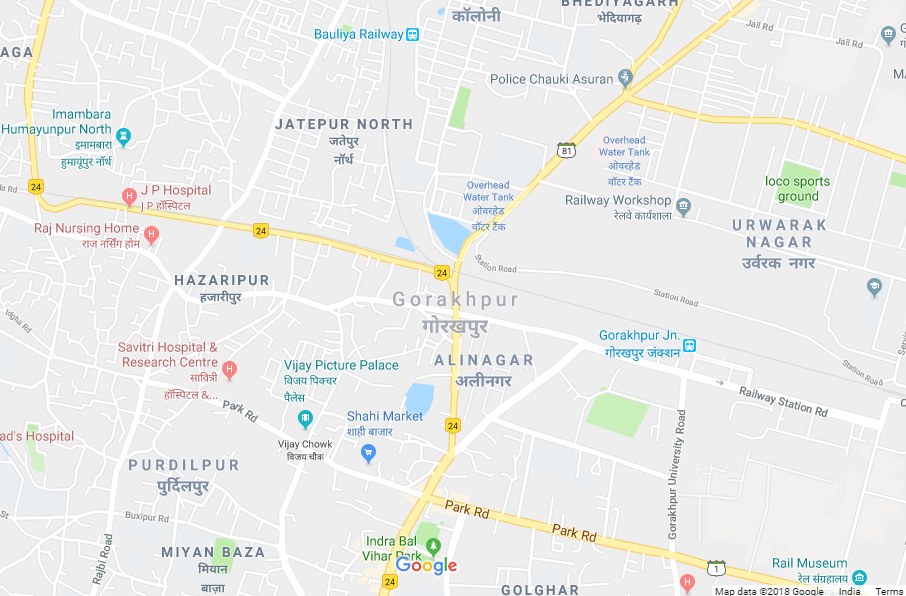 BHEDIYAGARH
भेदियागढ़
कॉलोनी
Jail Rd
Jail Rd
Bauliya Railway
AGA
Police Chauki Asuran
Imambara
Humayunpur North
इमामबारा
हुमायूंपुर नॉर्थ
JATEPUR NORTH
जतेपुर
नॉर्थ
81
Overhead
Water Tank
ओवरहेड
वॉटर टैंक
24
J P Hospital
J P हॉस्पिटल
Overhead
Water Tank
ओवरहेड
वॉटर टैंक
loco sports
ground
Railway Workshop
रेलवे कार्यशाला
Raj Nursing Home
राज नर्सिंग होम
24
URWARAK
NAGAR
उर्वरक नगर
Station Road
24
HAZARIPUR
हजारीपुर
Station Road
Gorakhpur
गोरखपुर
Idgha Rd
Gorakhpur Jn.
गोरखपुर जंक्शन
Savitri Hospital &
Research Centre
सावित्री
हॉस्पिटल &...
Vijay Picture Palace
विजय पिक्चर
पैलेस
ALINAGAR
अलीनगर
Station Road
Railway Station Rd
Park Rd
Shahi Market
शाही बाजार
24
Vijay Chowk
विजय चौक
ad's Hospital
Gorakhpur University Road
PURDILPUR
पुर्दिलपुर
St
Buxipur Rd
Park Rd
Park Rd
Rajbl Road
MIYAN BAZA
मियान
बाज़ा
Indra Bal
Vihar Park
Google
24
1
Rail Museum
रेल संग्रहालय
GOLGHAR
Map data ©2018 Google India Terms